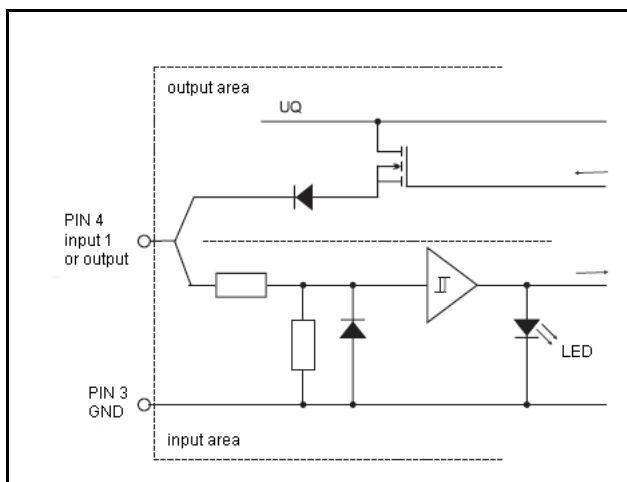 output area
UQ
PIN 4
input 1
or output
LED
PIN 3
GND
input area